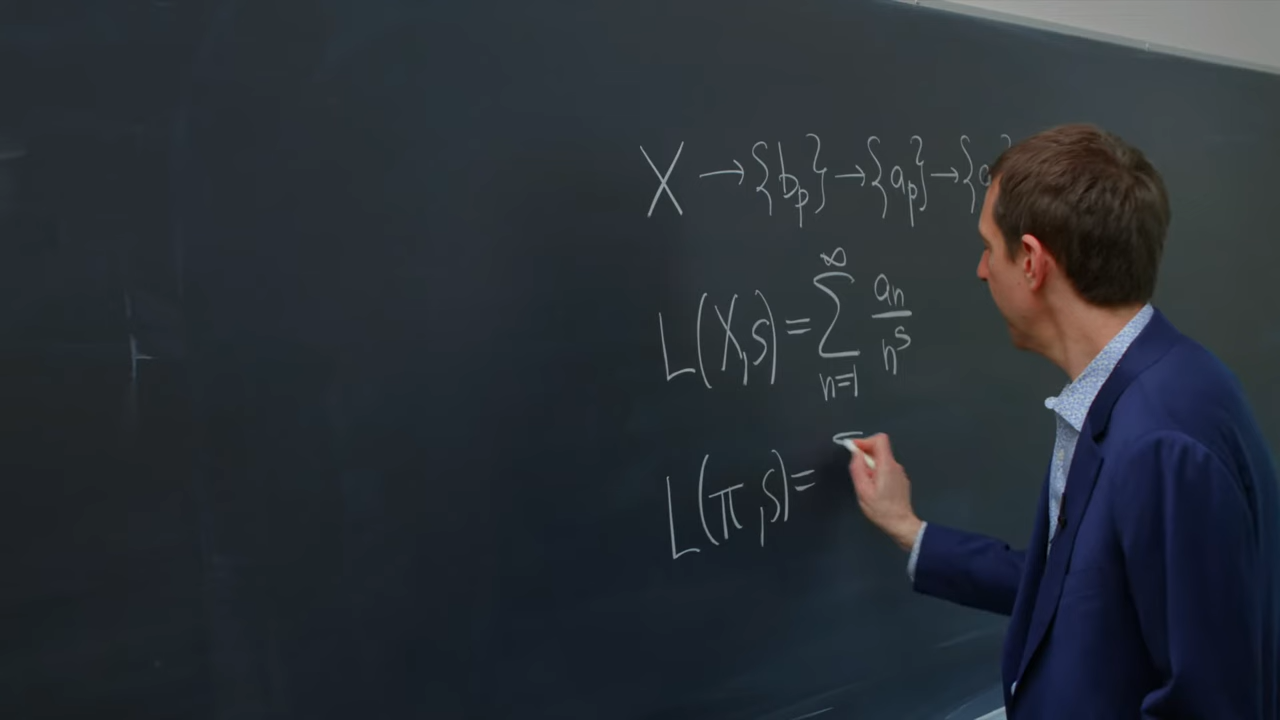 X → {b_p} → {a_p} → {a
L(X,s) = ∑_{n=1}^{∞} a_n/n^s
L(π,s) =